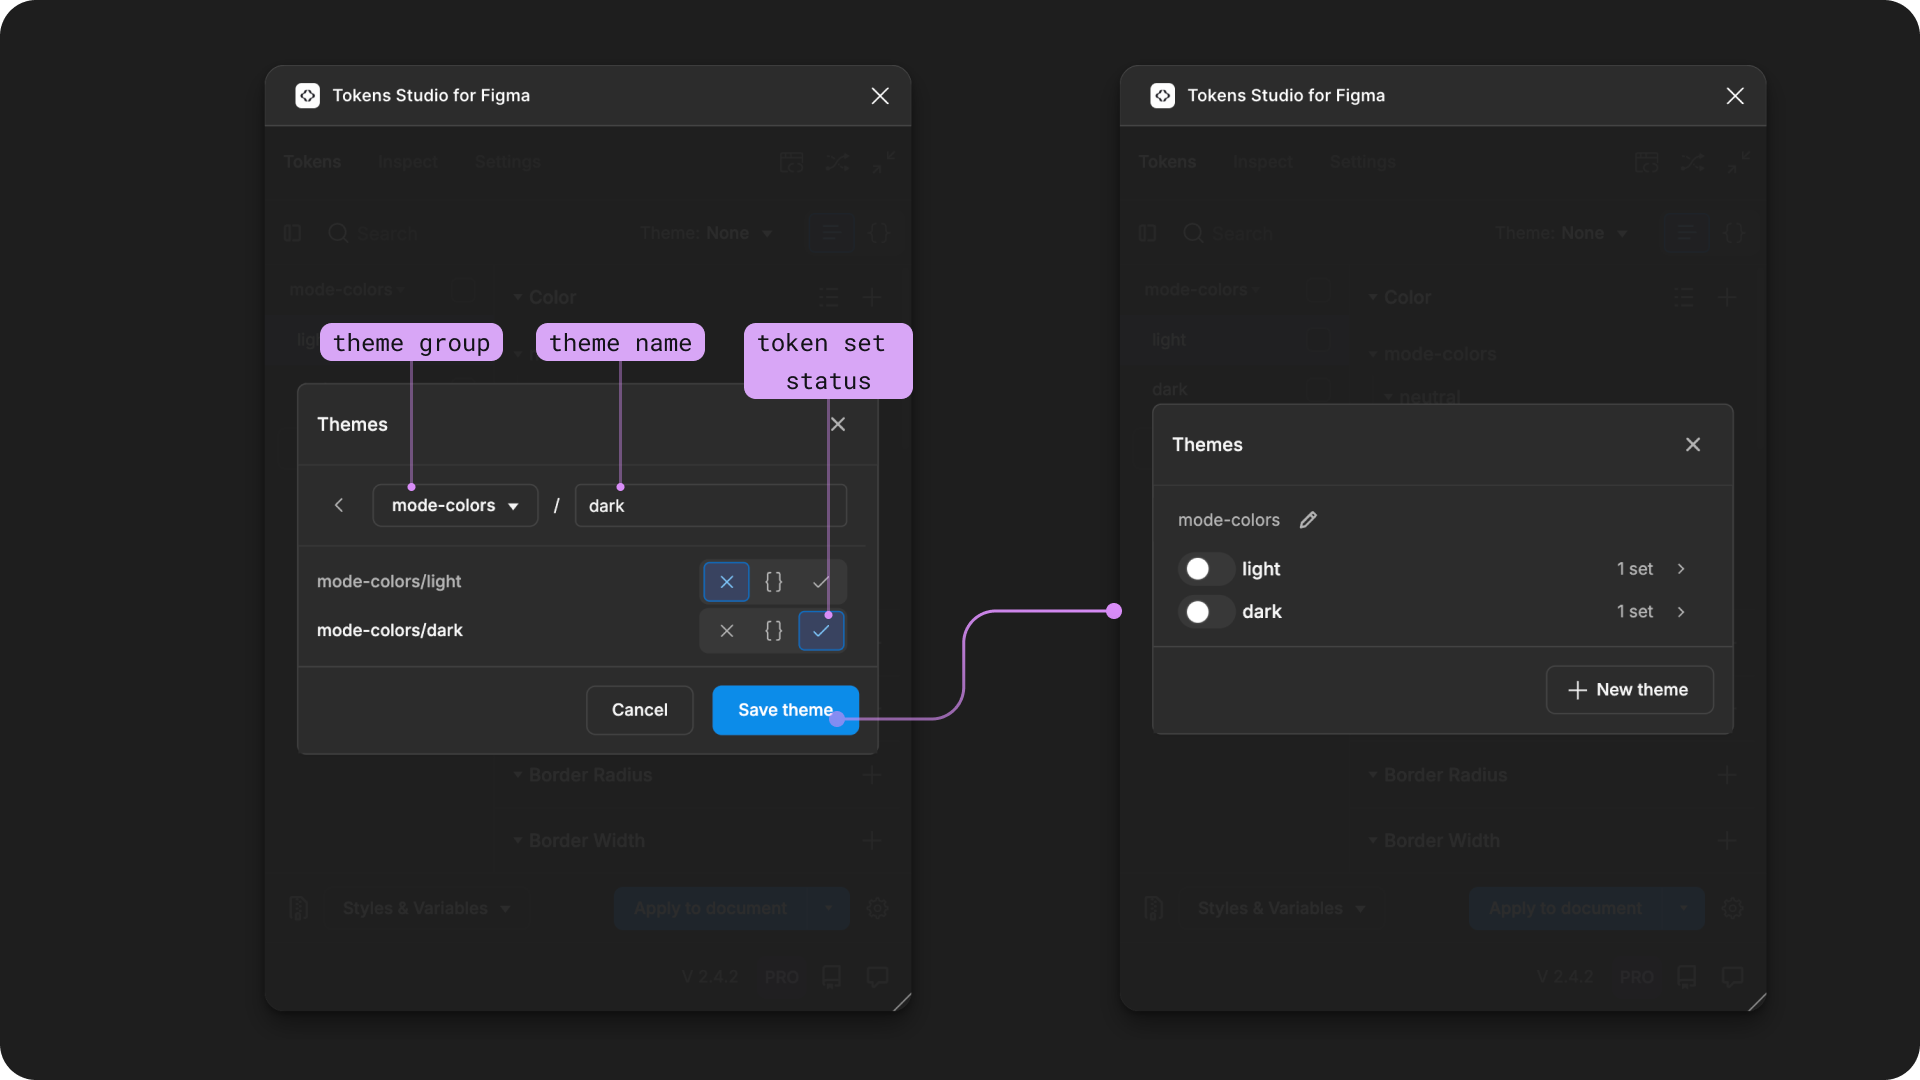 Tokens Studio for Figma
Tokens Inspect Settings
Search Theme: None
mode-colors Color
theme group theme name token set
status
Themes
mode-colors / dark
mode-colors/light {}
mode-colors/dark {}
Cancel Save theme
Border Radius
Border Width
Styles & Variables Apply to document
V 2.4.2 PRO
Tokens Studio for Figma
Tokens Inspect Settings
Search Theme: None
mode-colors Color
light mode-colors
dark neutral
Themes
mode-colors
light 1 set
dark 1 set
New theme
Border Radius
Border Width
Styles & Variables Apply to document
V 2.4.2 PRO